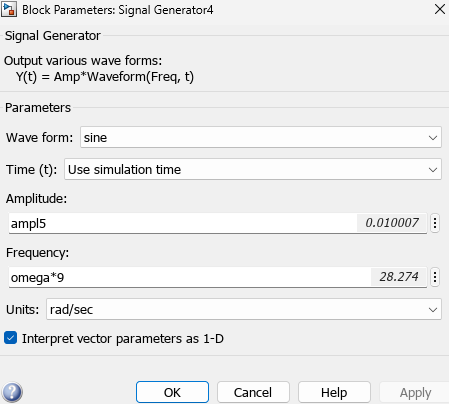 Block Parameters: Signal Generator4
Signal Generator
Output various wave forms:
Y(t) = Amp*Waveform(Freq, t)
Parameters
Wave form: sine
Time (t): Use simulation time
Amplitude:
ampl5 0.010007
Frequency:
omega*9 28.274
Units: rad/sec
Interpret vector parameters as 1-D
OK Cancel Help Apply